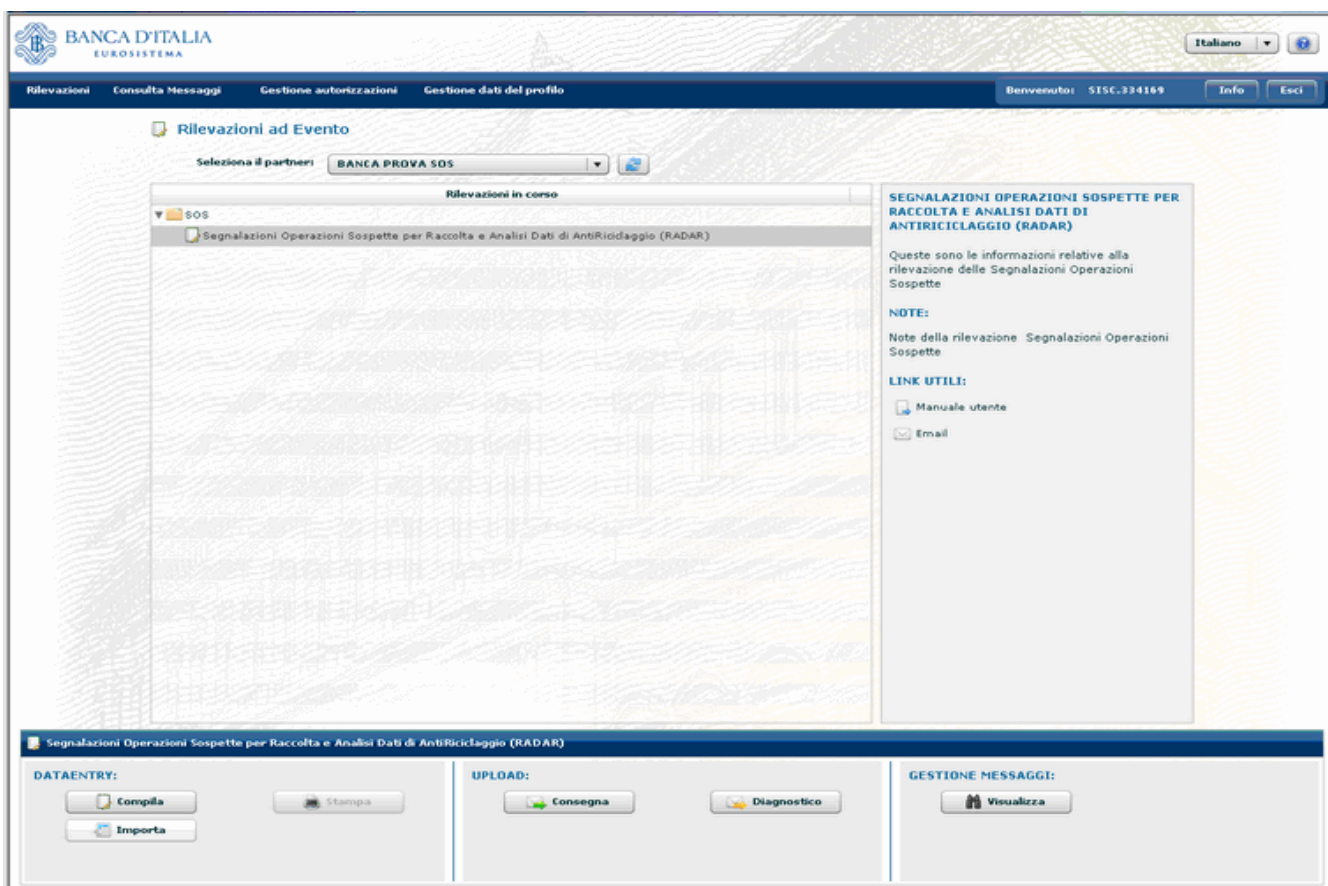 BANCA D'ITALIA
EUROSISTEMA
Italiano
Rilevazioni Consulta Messaggi Gestione autorizzazioni Gestione dati del profilo Benvenuto: SISC.334169 Info Esci
Rilevazioni ad Evento
Seleziona il partner: BANCA PROVA SOS
Rilevazioni in corso
SOS
Segnalazioni Operazioni Sospette per Raccolta e Analisi Dati di AntiRiciclaggio (RADAR)
SEGNALAZIONI OPERAZIONI SOSPETTE PER
RACCOLTA E ANALISI DATI DI
ANTIRICICLAGGIO (RADAR)
Queste sono le informazioni relative alla
rilevazione delle Segnalazioni Operazioni
Sospette
NOTE:
Note della rilevazione Segnalazioni Operazioni
Sospette
LINK UTILI:
Manuale utente
Email
Segnalazioni Operazioni Sospette per Raccolta e Analisi Dati di AntiRiciclaggio (RADAR)
DATAENTRY:
Compila Stampa
Importa
UPLOAD:
Consegna Diagnostico
GESTIONE MESSAGGI:
Visualizza